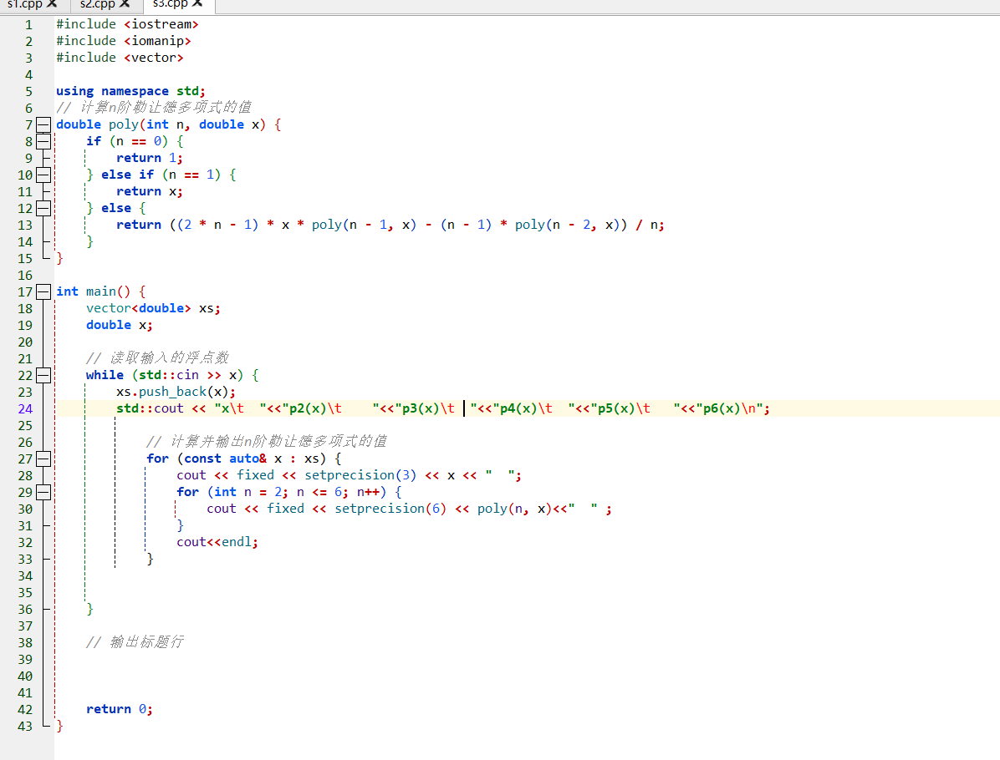 s1.cpp ✕ s2.cpp ✕ s3.cpp ✕
1 #include <iostream>
2 #include <iomanip>
3 #include <vector>
4
5 using namespace std;
6 // 计算n阶勒让德多项式的值
7 double poly(int n, double x) {
8 if (n == 0) {
9 return 1;
10 } else if (n == 1) {
11 return x;
12 } else {
13 return ((2 * n - 1) * x * poly(n - 1, x) - (n - 1) * poly(n - 2, x)) / n;
14 }
15 }
16
17 int main() {
18 vector<double> xs;
19 double x;
20
21 // 读取输入的浮点数
22 while (std::cin >> x) {
23 xs.push_back(x);
24 std::cout << "x\t  "<<"p2(x)\t    "<<"p3(x)\t  "<<"p4(x)\t  "<<"p5(x)\t   "<<"p6(x)\n";
25
26 // 计算并输出n阶勒让德多项式的值
27 for (const auto& x : xs) {
28 cout << fixed << setprecision(3) << x << "  ";
29 for (int n = 2; n <= 6; n++) {
30 cout << fixed << setprecision(6) << poly(n, x)<<"  " ;
31 }
32 cout<<endl;
33 }
34
35
36 }
37
38 // 输出标题行
39
40
41
42 return 0;
43 }